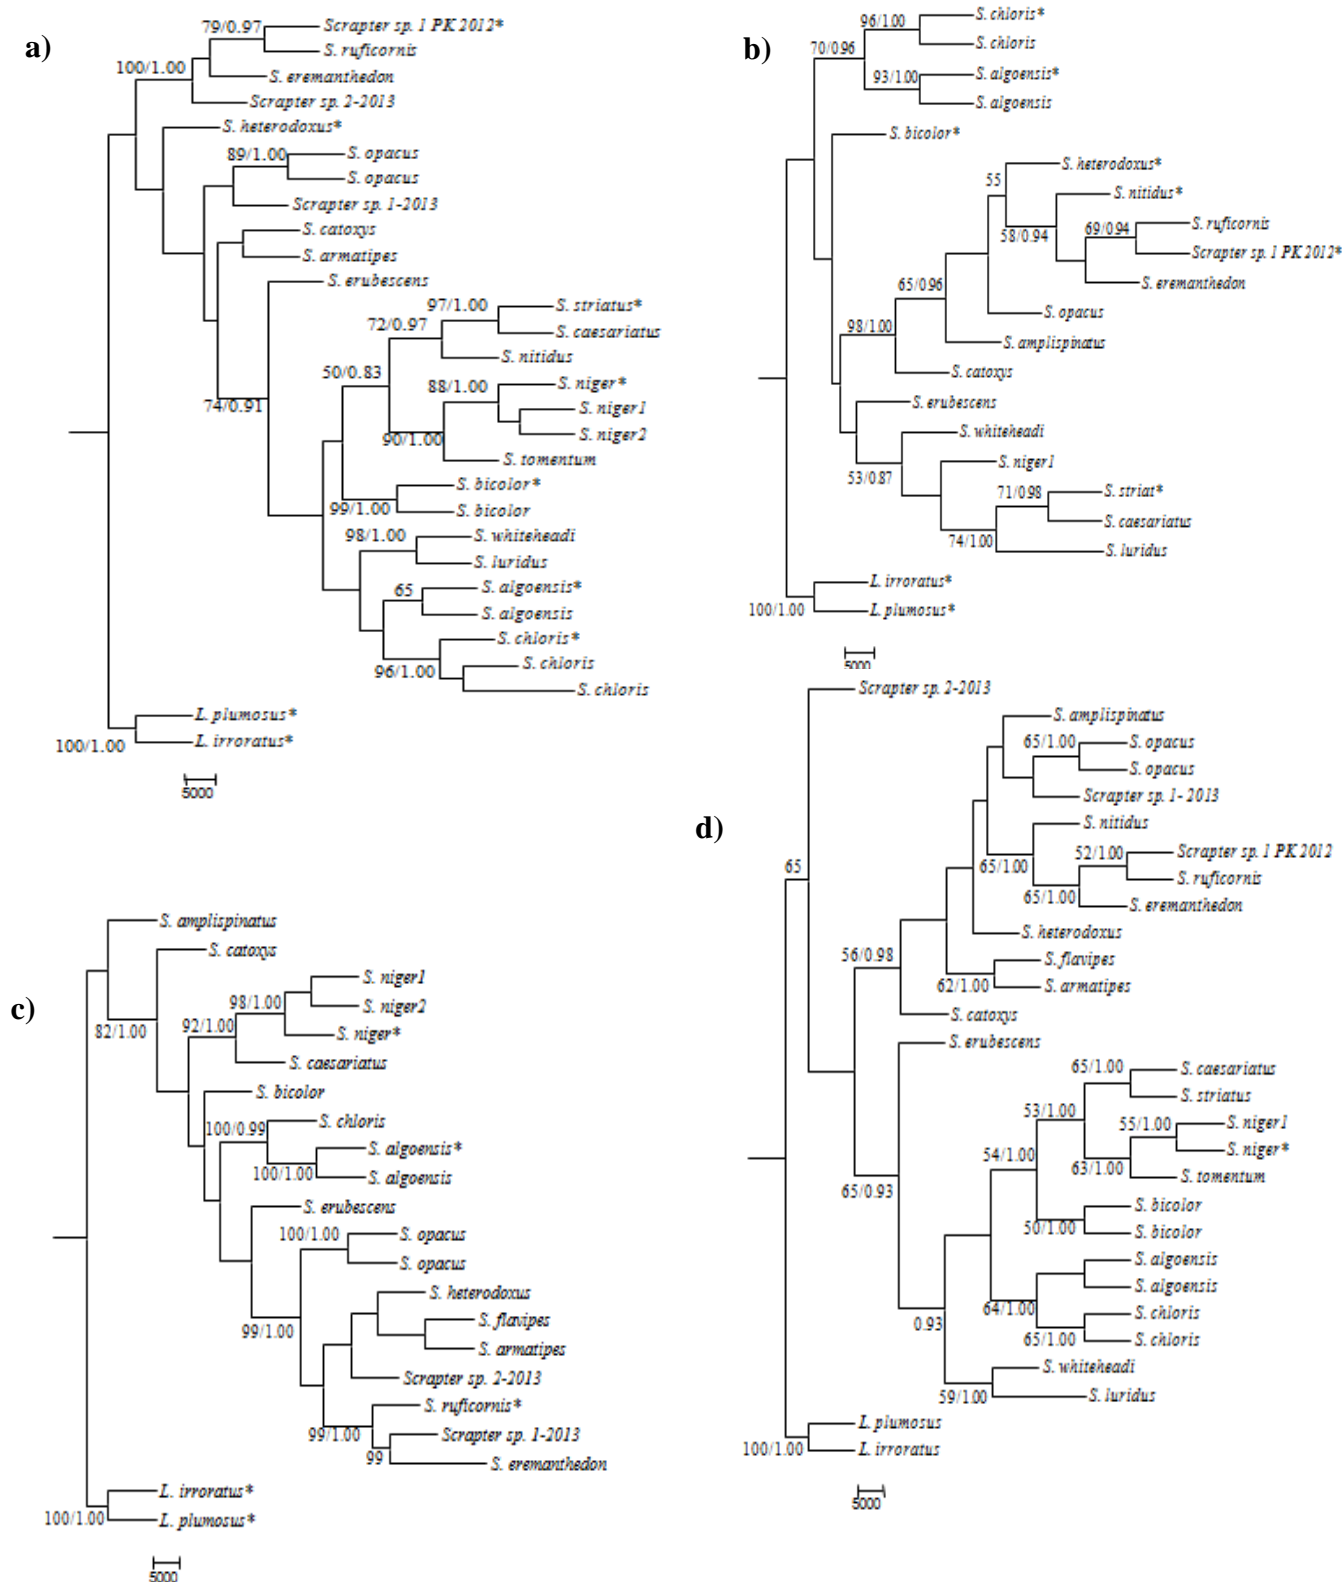 a)
79/0.97
Scrapter sp. 1 PK 2012*
S. ruficornis
100/1.00
S. eremanthedon
Scrapter sp. 2-2013
S. heterodoxus*
89/1.00
S. opacus
S. opacus
Scrapter sp. 1-2013
S. catoxys
S. armatipes
S. erubescens
97/1.00
S. striatus*
72/0.97
S. caesariatus
S. nitidus
50/0.83
88/1.00
S. niger*
74/0.91
S. niger1
90/1.00
S. niger2
S. tomentum
S. bicolor*
99/1.00
S. bicolor
98/1.00
S. whiteheadi
S. luridus
65
S. algoensis*
S. algoensis
S. chloris*
96/1.00
S. chloris
S. chloris
L. plumosus*
100/1.00
L. irroratus*
5000
b)
96/1.00
S. chloris*
70/0.96
S. chloris
93/1.00
S. algoensis*
S. algoensis
S. bicolor*
S. heterodoxus*
55
S. nitidus*
58/0.94
69/0.94
S. ruficornis
Scrapter sp. 1 PK 2012*
S. eremanthedon
65/0.96
S. opacus
98/1.00
S. amplispinatus
S. catoxys
S. erubescens
S. whiteheadi
53/0.87
S. niger1
71/0.98
S. striat*
S. caesariatus
74/1.00
S. luridus
L. irroratus*
100/1.00
L. plumosus*
5000
c)
S. amplispinatus
S. catoxys
S. niger1
98/1.00
S. niger2
82/1.00
92/1.00
S. niger*
S. caesariatus
S. bicolor
100/0.99
S. chloris
S. algoensis*
100/1.00
S. algoensis
S. erubescens
100/1.00
S. opacus
S. opacus
S. heterodoxus
99/1.00
S. flavipes
S. armatipes
Scrapter sp. 2-2013
S. ruficornis*
99/1.00
Scrapter sp. 1-2013
99
S. eremanthedon
L. irroratus*
100/1.00
L. plumosus*
5000
d)
Scrapter sp. 2-2013
S. amplispinatus
65/1.00
S. opacus
S. opacus
Scrapter sp. 1- 2013
S. nitidus
52/1.00
Scrapter sp. 1 PK 2012
65
65/1.00
S. ruficornis
65/1.00
S. eremanthedon
S. heterodoxus
56/0.98
S. flavipes
62/1.00
S. armatipes
S. catoxys
S. erubescens
65/1.00
S. caesariatus
S. striatus
53/1.00
55/1.00
S. niger1
54/1.00
S. niger*
63/1.00
S. tomentum
65/0.93
S. bicolor
50/1.00
S. bicolor
S. algoensis
S. algoensis
64/1.00
S. chloris
0.93
65/1.00
S. chloris
S. whiteheadi
59/1.00
S. luridus
L. plumosus
100/1.00
L. irroratus
5000